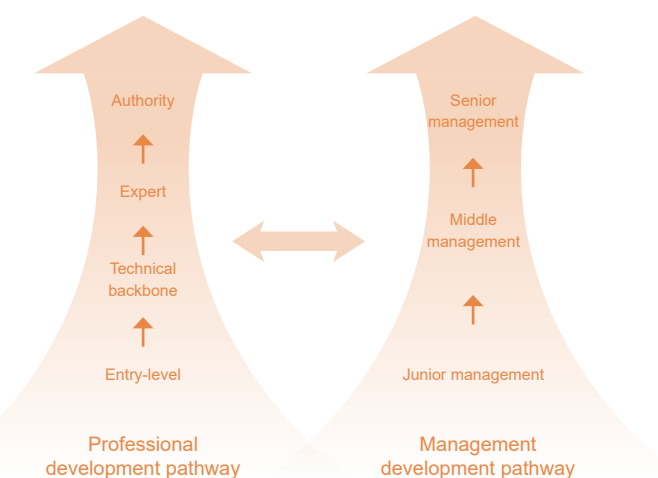 Authority
Expert
Technical
backbone
Entry-level
Professional
development pathway
Senior
management
Middle
management
Junior management
Management
development pathway